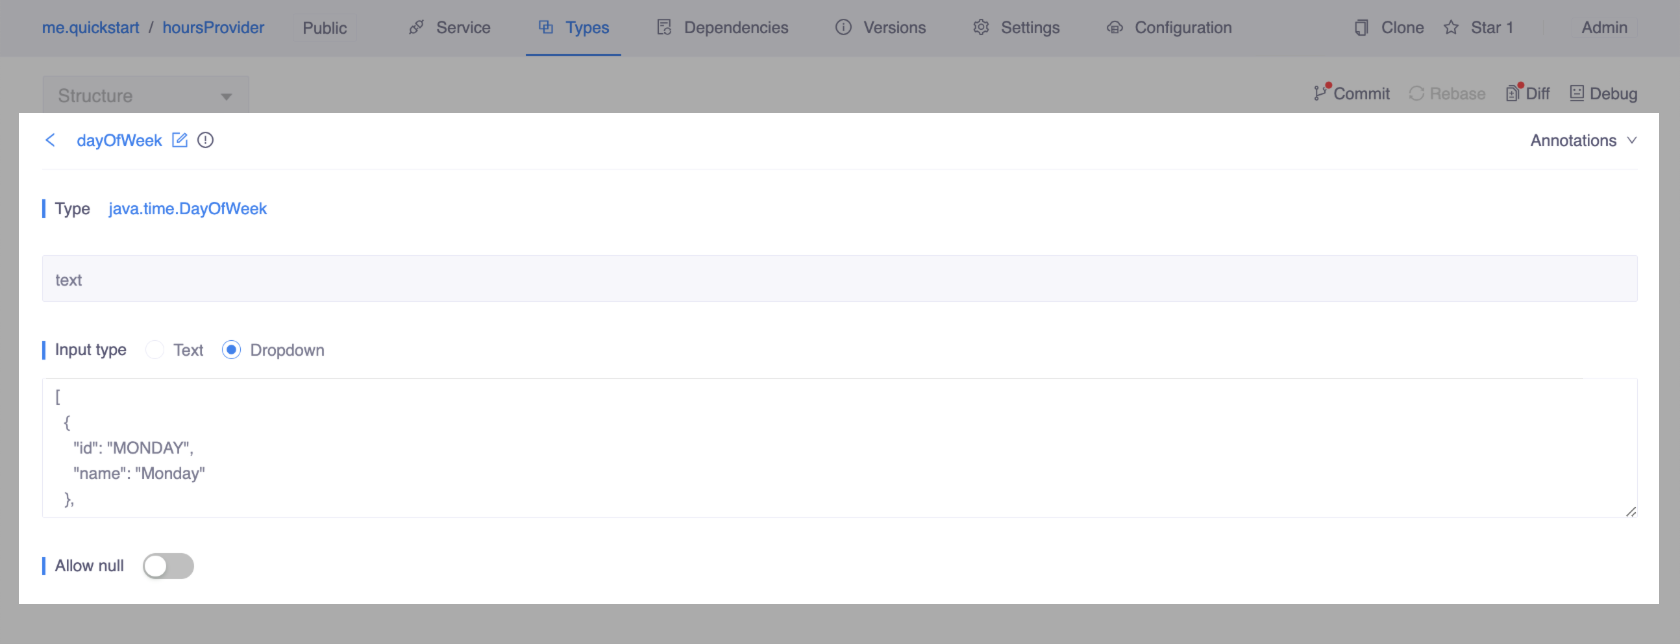 me.quickstart / hoursProvider Public Service Types Dependencies Versions Settings Configuration Clone Star 1 Admin
Structure Commit Rebase Diff Debug
dayOfWeek Annotations
Type java.time.DayOfWeek
text
Input type Text Dropdown
[
{
"id": "MONDAY",
"name": "Monday"
},
Allow null